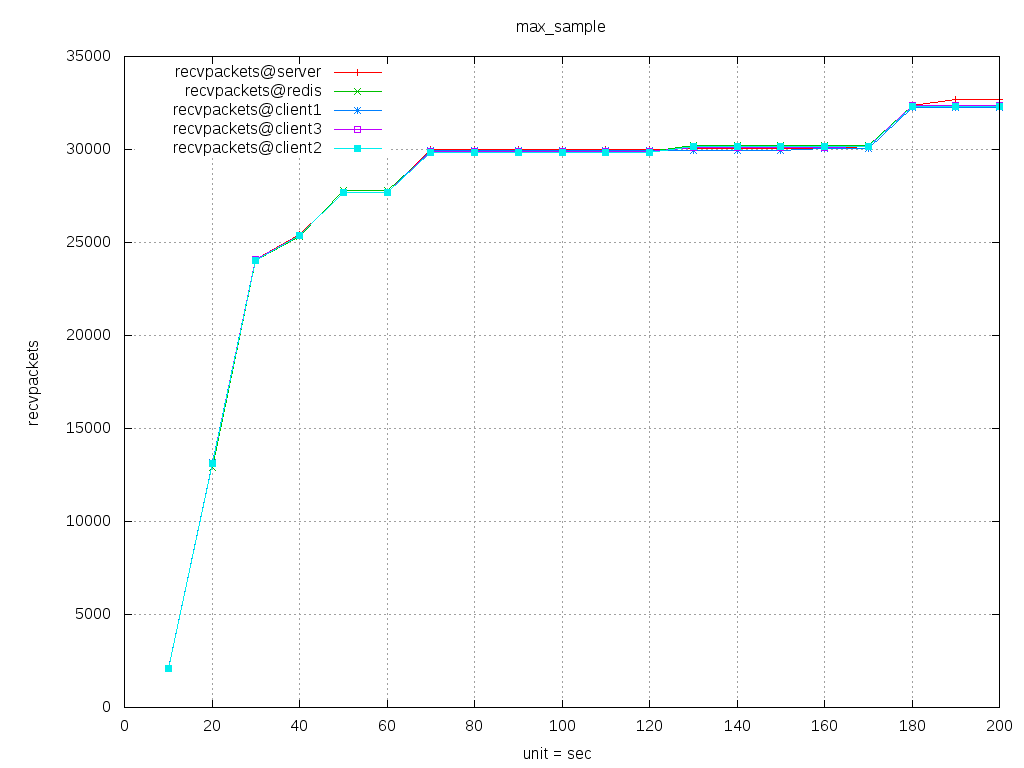 max_sample
35000
30000
25000
20000
15000
10000
5000
0
recvpackets@server
recvpackets@redis
recvpackets@client1
recvpackets@client3
recvpackets@client2
recvpackets
0 20 40 60 80 100 120 140 160 180 200
unit = sec